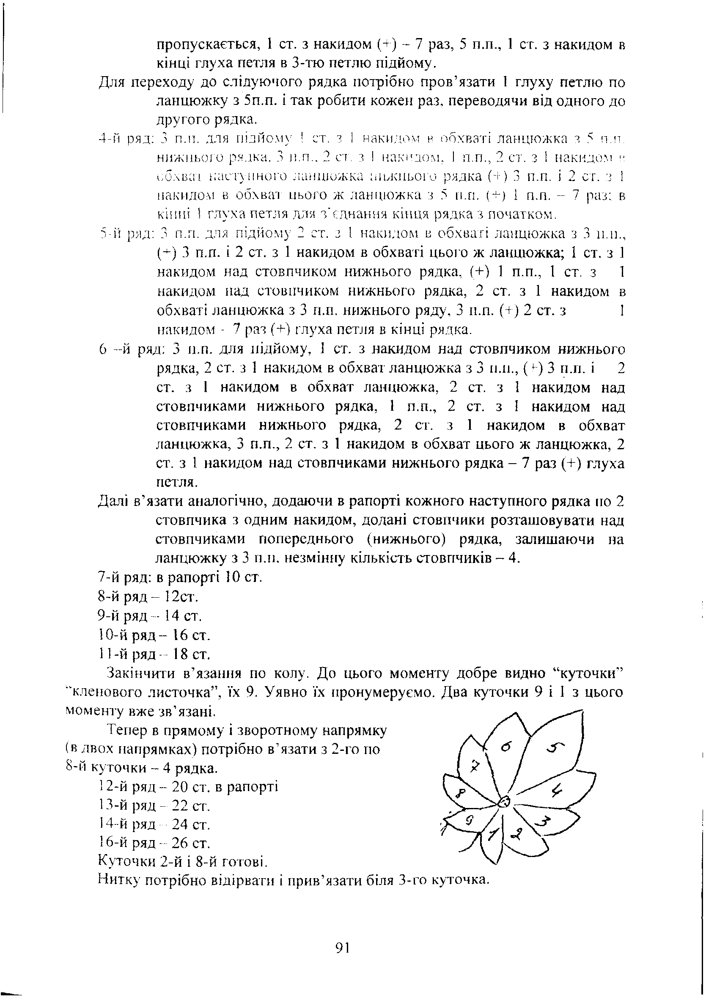 пропускається, 1 ст. з накидом (+) – 7 раз, 5 п.п., 1 ст. з накидом в
кінці глуха петля в 3-тю петлю підйому.
Для переходу до слідуючого рядка потрібно пров’язати 1 глуху петлю по
ланцюжку з 5п.п. і так робити кожен раз, переводячи від одного до
другого рядка.
4-й ряд: 3 п.п. для підйому 1 ст. з 1 накидом в обхваті ланцюжка з 5 п.п.
нижнього рядка. 3 п.п., 2 ст. з 1 накидом, 1 п.п., 2 ст. з 1 накидом в
обхват наступного ланцюжка нижнього рядка (+) 3 п.п. і 2 ст. з 1
накидом в обхват цього ж ланцюжка з 5 п.п. (+) 1 п.п. – 7 раз; в
кінці 1 глуха петля для з’єднання кінця рядка з початком.
5-й ряд: 3 п.п. для підйому 2 ст. з 1 накидом в обхваті ланцюжка з 3 п.п.,
(+) 3 п.п. і 2 ст. з 1 накидом в обхваті цього ж ланцюжка; 1 ст. з 1
накидом над стовпчиком нижнього рядка, (+) 1 п.п., 1 ст. з 1
накидом над стовпчиком нижнього рядка, 2 ст. з 1 накидом в
обхваті ланцюжка з 3 п.п. нижнього ряду, 3 п.п. (+) 2 ст. з 1
накидом - 7 раз (+) глуха петля в кінці рядка.
6 –й ряд: 3 п.п. для підйому, 1 ст. з накидом над стовпчиком нижнього
рядка, 2 ст. з 1 накидом в обхват ланцюжка з 3 п.п., (+) 3 п.п. і 2
ст. з 1 накидом в обхват ланцюжка, 2 ст. з 1 накидом над
стовпчиками нижнього рядка, 1 п.п., 2 ст. з 1 накидом над
стовпчиками нижнього рядка, 2 ст. з 1 накидом в обхват
ланцюжка, 3 п.п., 2 ст. з 1 накидом в обхват цього ж ланцюжка, 2
ст. з 1 накидом над стовпчиками нижнього рядка – 7 раз (+) глуха
петля.
Далі в’язати аналогічно, додаючи в рапорті кожного наступного рядка по 2
стовпчика з одним накидом, додані стовпчики розташовувати над
стовпчиками попереднього (нижнього) рядка, залишаючи на
ланцюжку з 3 п.п. незмінну кількість стовпчиків – 4.
7-й ряд: в рапорті 10 ст.
8-й ряд – 12ст.
9-й ряд – 14 ст.
10-й ряд – 16 ст.
11-й ряд – 18 ст.
Закінчити в’язання по колу. До цього моменту добре видно “куточки”
“кленового листочка”, їх 9. Уявно їх пронумеруємо. Два куточки 9 і 1 з цього
моменту вже зв’язані.
Тепер в прямому і зворотному напрямку
(в двох напрямках) потрібно в’язати з 2-го по
8-й куточки – 4 рядка.
12-й ряд – 20 ст. в рапорті
13-й ряд – 22 ст.
14-й ряд – 24 ст.
16-й ряд – 26 ст.
Куточки 2-й і 8-й готові.
Нитку потрібно відірвати і прив’язати біля 3-го куточка.
6
5
7
4
8
3
9
1
2
91